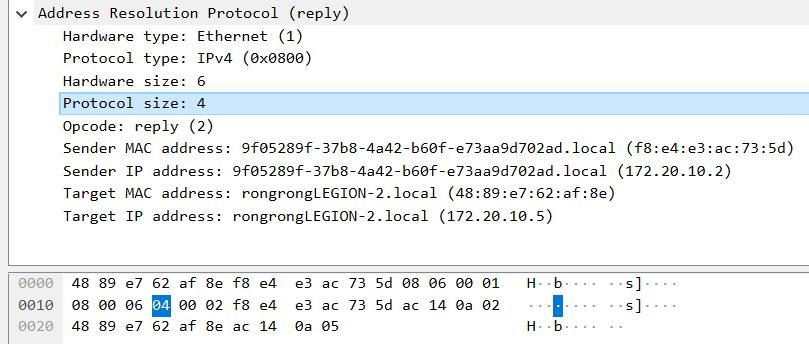 Address Resolution Protocol (reply)
Hardware type: Ethernet (1)
Protocol type: IPv4 (0x0800)
Hardware size: 6
Protocol size: 4
Opcode: reply (2)
Sender MAC address: 9f05289f-37b8-4a42-b60f-e73aa9d702ad.local (f8:e4:e3:ac:73:5d)
Sender IP address: 9f05289f-37b8-4a42-b60f-e73aa9d702ad.local (172.20.10.2)
Target MAC address: rongrongLEGION-2.local (48:89:e7:62:af:8e)
Target IP address: rongrongLEGION-2.local (172.20.10.5)
0000 48 89 e7 62 af 8e f8 e4 e3 ac 73 5d 08 06 00 01 H··b···· ··s]····
0010 08 00 06 04 00 02 f8 e4 e3 ac 73 5d ac 14 0a 02 ········ ··s]····
0020 48 89 e7 62 af 8e ac 14 0a 05 H··b···· ··